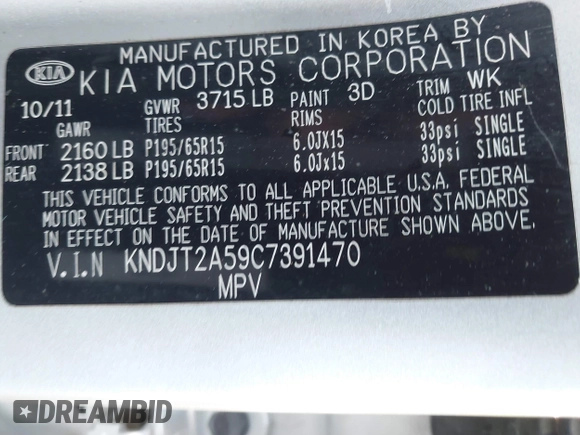 MANUFACTURED IN KOREA BY
KIA KIA MOTORS CORPORATION
10/11 GVWR 3715 LB PAINT 3D TRIM WK
GAWR TIRES RIMS COLD TIRE INFL
FRONT 2160 LB P195/65R15 6.0JX15 33psi SINGLE
REAR 2138 LB P195/65R15 6.0Jx15 33psi SINGLE
THIS VEHICLE CONFORMS TO ALL APPLICABLE U.S.A. FEDERAL
MOTOR VEHICLE SAFETY AND THEFT PREVENTION STANDARDS
IN EFFECT ON THE DATE OF MANUFACTURE SHOWN ABOVE.
V.I.N KNDJT2A59C7391470
MPV
DREAMBID